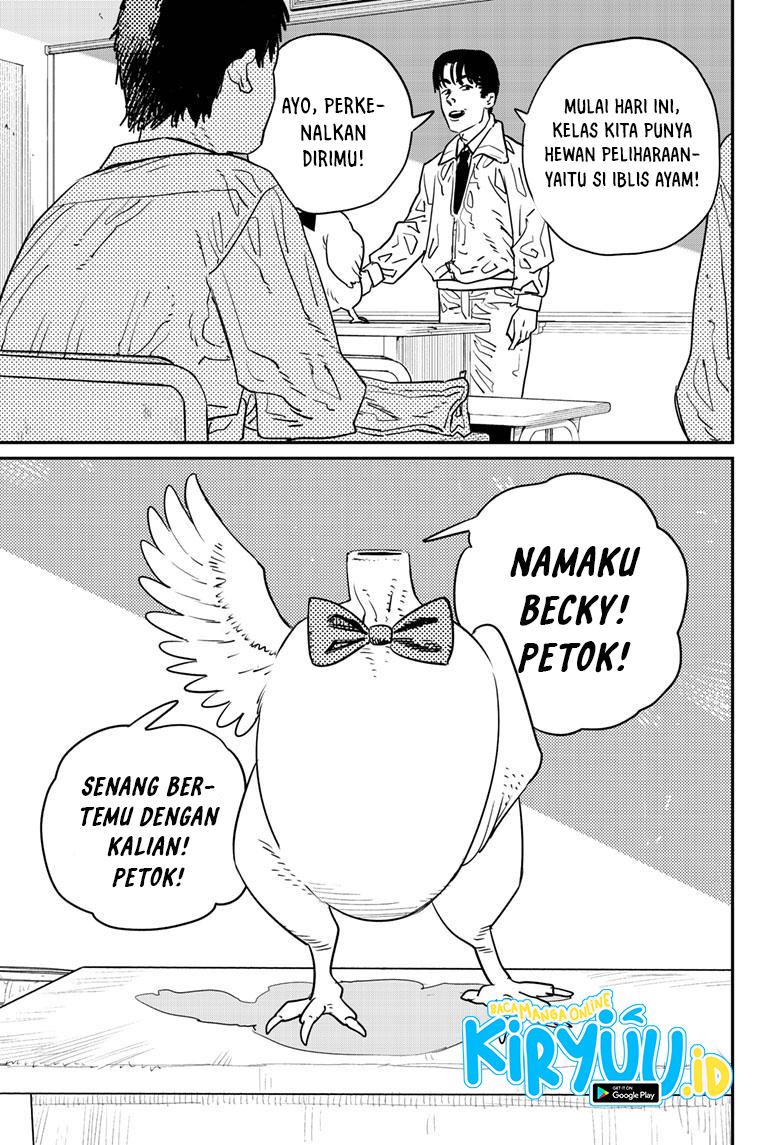 MULAI HARI INI,
KELAS KITA PUNYA
HEWAN PELIHARAAN-
YAITU SI IBLIS AYAM!
AYO, PERKE-
NALKAN
DIRIMU!
NAMAKU
BECKY!
PETOK!
SENANG BER-
TEMU DENGAN
KALIAN!
PETOK!
BACA MANGA ONLINE
KIRYUU.ID
GET IT ON
Google Play